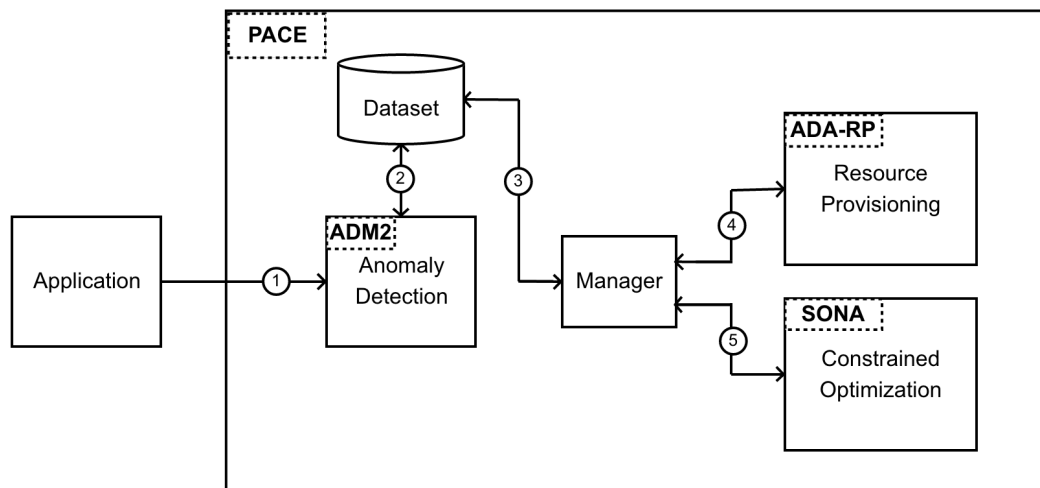 PACE
Dataset
2
3
ADA-RP
Resource
Provisioning
4
Application
1
ADM2
Anomaly
Detection
Manager
SONA
Constrained
Optimization
5